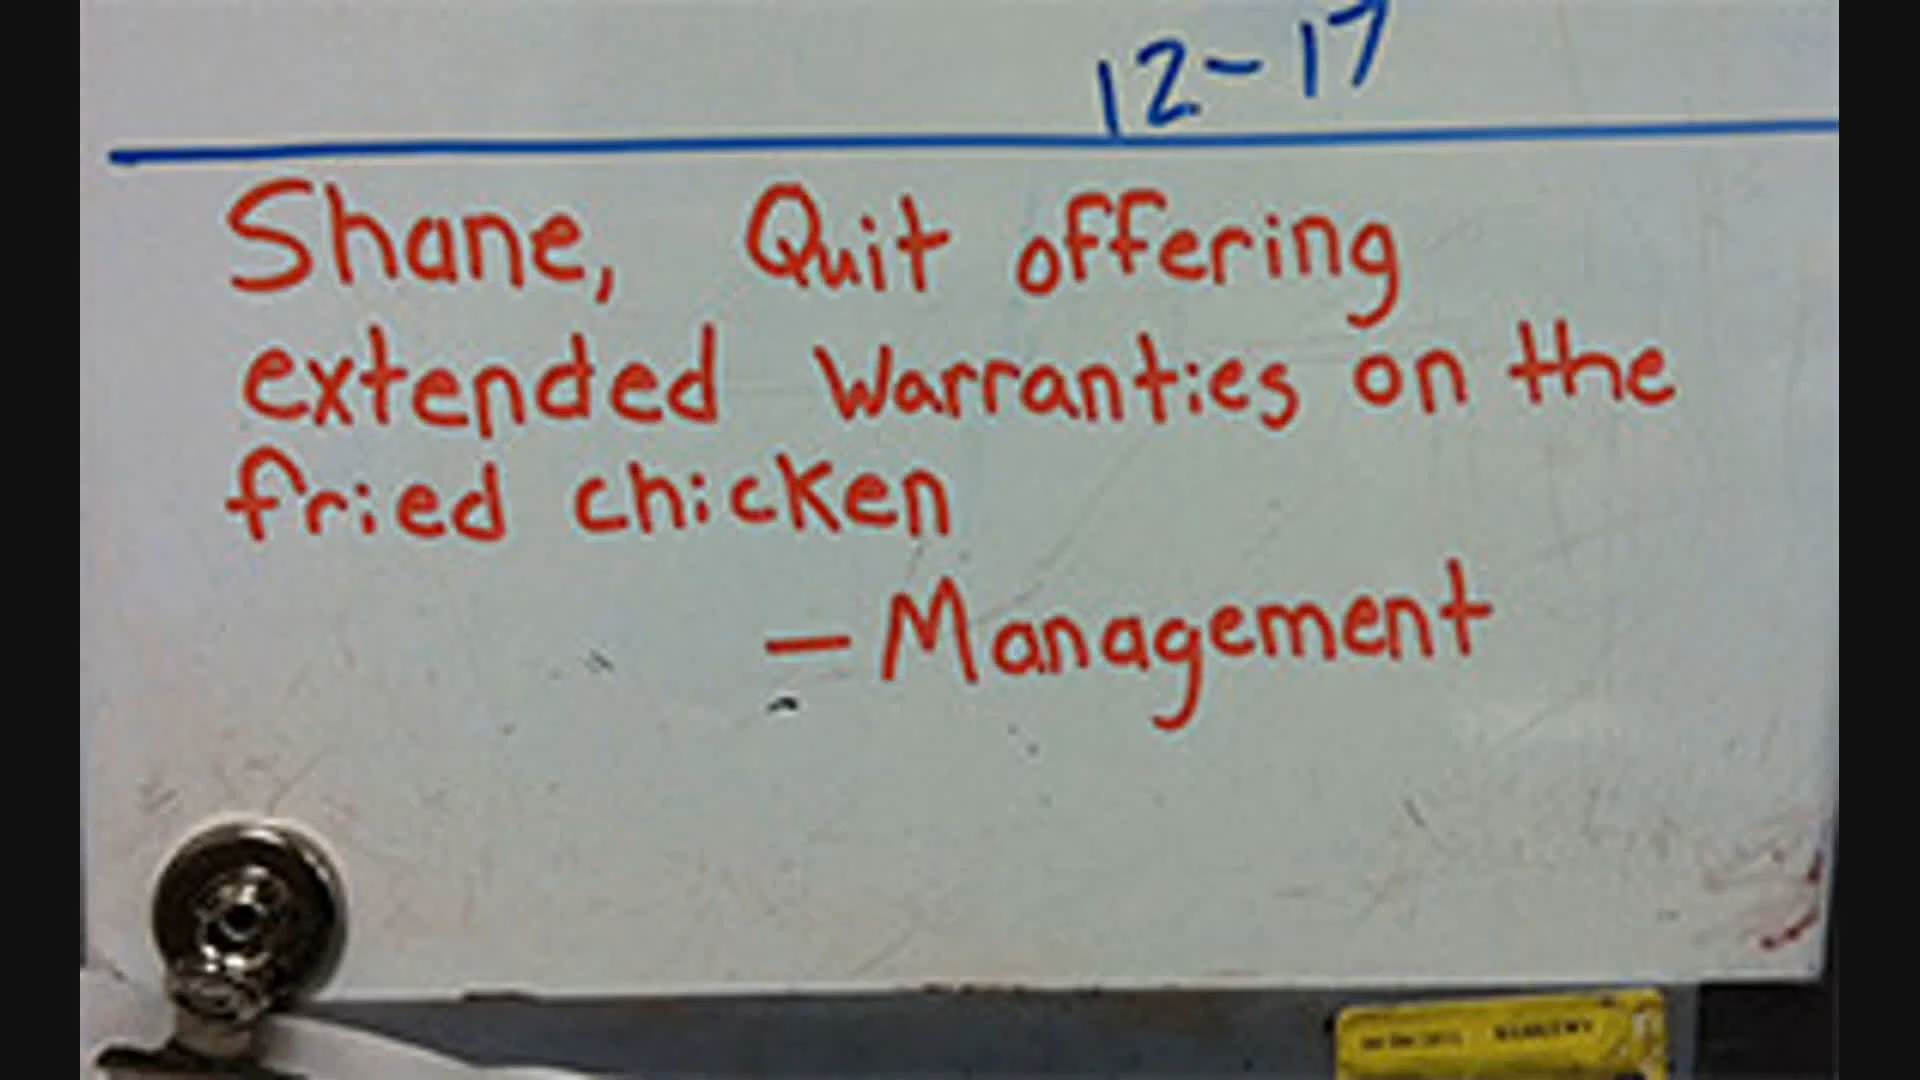 12-17
Shane, Quit offering
extended Warranties on the
fried chicken
- Management